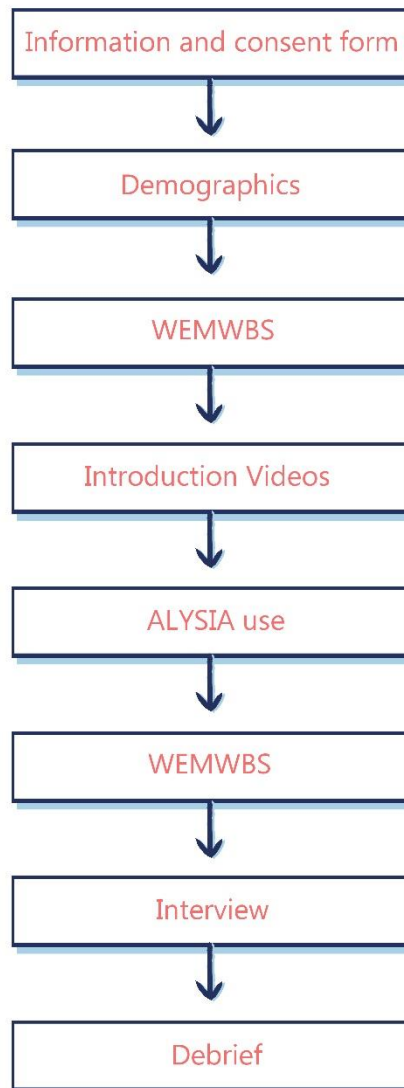 Information and consent form
Demographics
WEMWBS
Introduction Videos
ALYSIA use
WEMWBS
Interview
Debrief